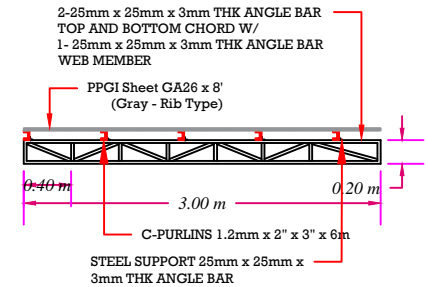 2-25mm x 25mm x 3mm THK ANGLE BAR
TOP AND BOTTOM CHORD W/
1- 25mm x 25mm x 3mm THK ANGLE BAR
WEB MEMBER
PPGI Sheet GA26 x 8'
(Gray - Rib Type)
0.40 m
0.20 m
3.00 m
C-PURLINS 1.2mm x 2" x 3" x 6m
STEEL SUPPORT 25mm x 25mm x
3mm THK ANGLE BAR